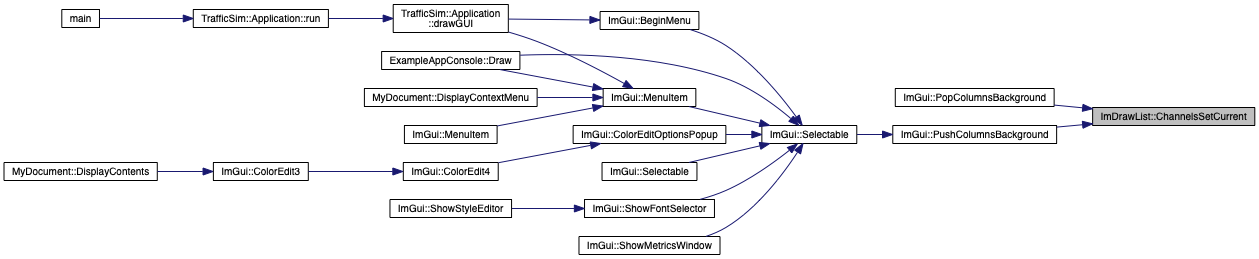 main
TrafficSim::Application::run
TrafficSim::Application
::drawGUI
ImGui::BeginMenu
ExampleAppConsole::Draw
MyDocument::DisplayContextMenu
ImGui::MenuItem
ImGui::PopColumnsBackground
ImDrawList::ChannelsSetCurrent
ImGui::MenuItem
ImGui::ColorEditOptionsPopup
ImGui::Selectable
ImGui::PushColumnsBackground
MyDocument::DisplayContents
ImGui::ColorEdit3
ImGui::ColorEdit4
ImGui::Selectable
ImGui::ShowStyleEditor
ImGui::ShowFontSelector
ImGui::ShowMetricsWindow